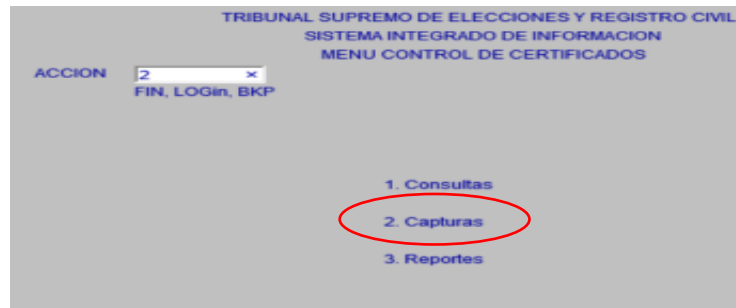 TRIBUNAL SUPREMO DE ELECCIONES Y REGISTRO CIVIL
SISTEMA INTEGRADO DE INFORMACION
MENU CONTROL DE CERTIFICADOS
ACCION 2 ×
FIN, LOGin, BKP
1. Consultas
2. Capturas
3. Reportes